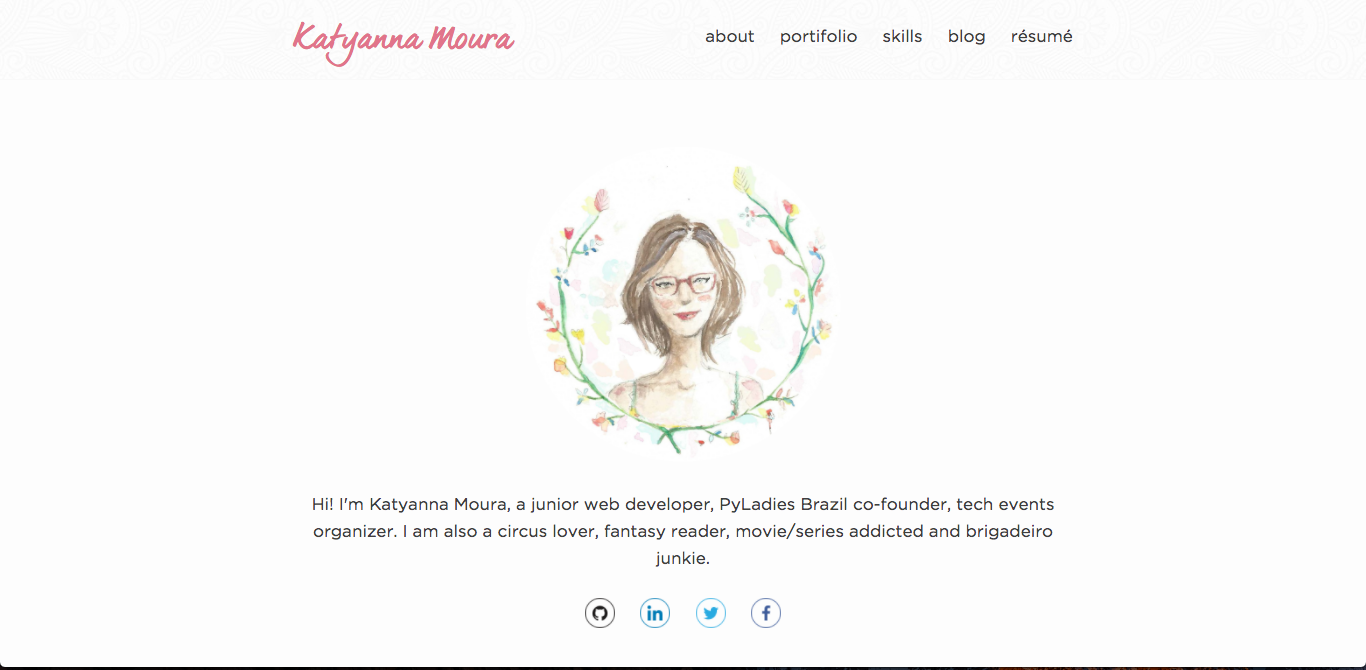 Katyanna Moura
about portifolio skills blog résumé
Hi! I'm Katyanna Moura, a junior web developer, PyLadies Brazil co-founder, tech events
organizer. I am also a circus lover, fantasy reader, movie/series addicted and brigadeiro
junkie.